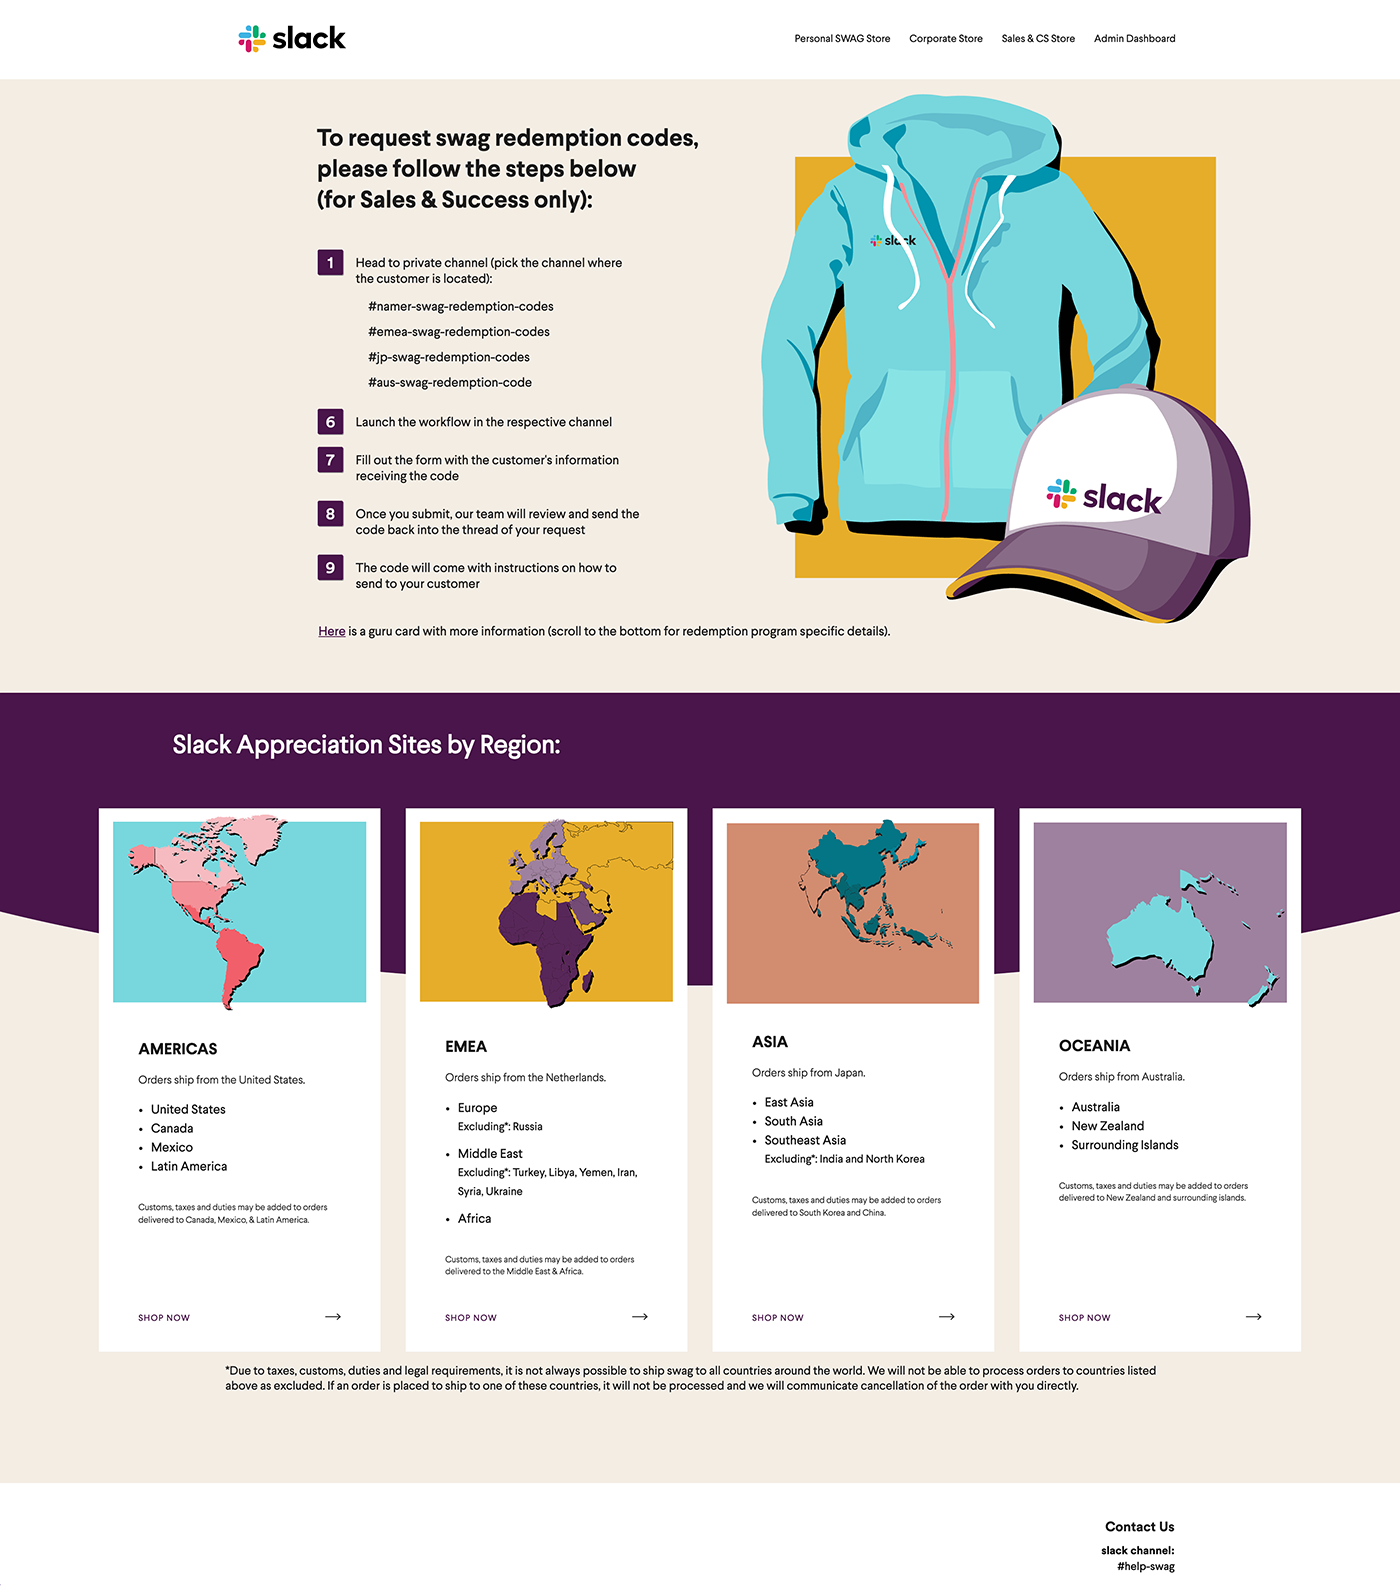 slack
Personal SWAG Store
Corporate Store
Sales & CS Store
Admin Dashboard
To request swag redemption codes,
please follow the steps below
(for Sales & Success only):
1 Head to private channel (pick the channel where
the customer is located):
#namer-swag-redemption-codes
#emea-swag-redemption-codes
#jp-swag-redemption-codes
#aus-swag-redemption-code
6 Launch the workflow in the respective channel
7 Fill out the form with the customer's information
receiving the code
8 Once you submit, our team will review and send the
code back into the thread of your request
9 The code will come with instructions on how to
send to your customer
Here is a guru card with more information (scroll to the bottom for redemption program specific details).
slack
slack
Slack Appreciation Sites by Region:
AMERICAS
Orders ship from the United States.
• United States
• Canada
• Mexico
• Latin America
Customs, taxes and duties may be added to orders
delivered to Canada, Mexico, & Latin America.
SHOP NOW
EMEA
Orders ship from the Netherlands.
• Europe
Excluding*: Russia
• Middle East
Excluding*: Turkey, Libya, Yemen, Iran,
Syria, Ukraine
• Africa
Customs, taxes and duties may be added to orders
delivered to the Middle East & Africa.
SHOP NOW
ASIA
Orders ship from Japan.
• East Asia
• South Asia
• Southeast Asia
Excluding*: India and North Korea
Customs, taxes and duties may be added to orders
delivered to South Korea and China.
SHOP NOW
OCEANIA
Orders ship from Australia.
• Australia
• New Zealand
• Surrounding Islands
Customs, taxes and duties may be added to orders
delivered to New Zealand and surrounding islands.
SHOP NOW
*Due to taxes, customs, duties and legal requirements, it is not always possible to ship swag to all countries around the world. We will not be able to process orders to countries listed
above as excluded. If an order is placed to ship to one of these countries, it will not be processed and we will communicate cancellation of the order with you directly.
Contact Us
slack channel:
#help-swag